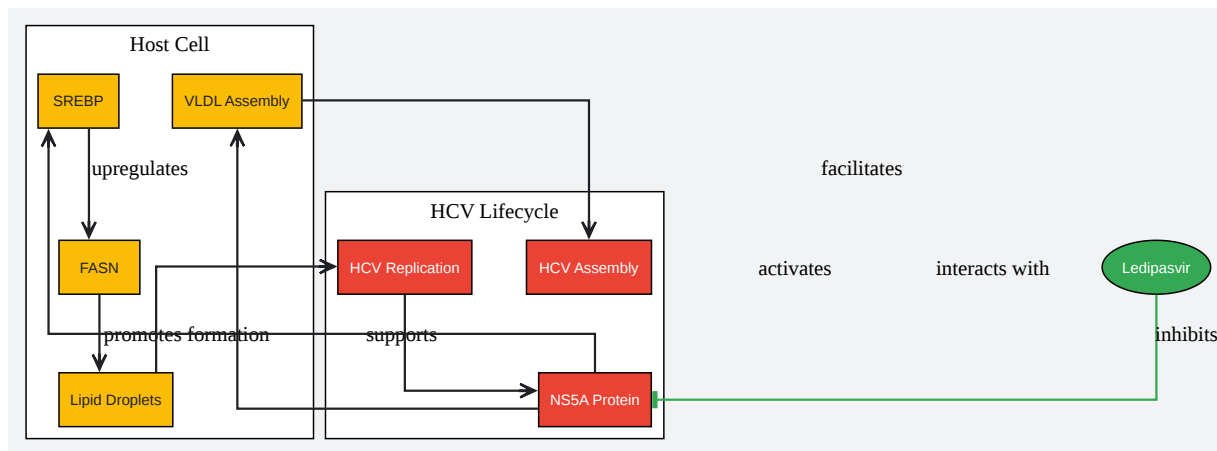 Host Cell
SREBP
VLDL Assembly
upregulates
facilitates
HCV Lifecycle
FASN
HCV Replication
HCV Assembly
activates
interacts with
Ledipasvir
promotes formation
supports
inhibits
Lipid Droplets
NS5A Protein